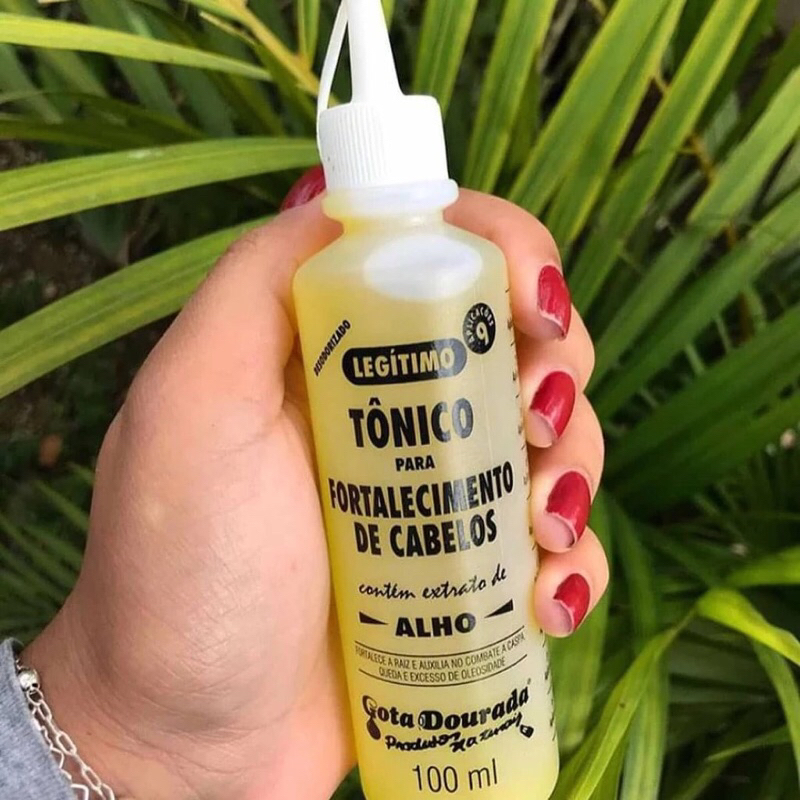 DESODORIZADO
APLICAÇÕES
9
LEGÍTIMO
TÔNICO
PARA
FORTALECIMENTO
DE CABELOS
contém extrato de
ALHO
FORTALECE A RAIZ E AUXILIA NO COMBATE A CASPA,
QUEDA E EXCESSO DE OLEOSIDADE
Gota Dourada
Produtos Naturais
100 ml